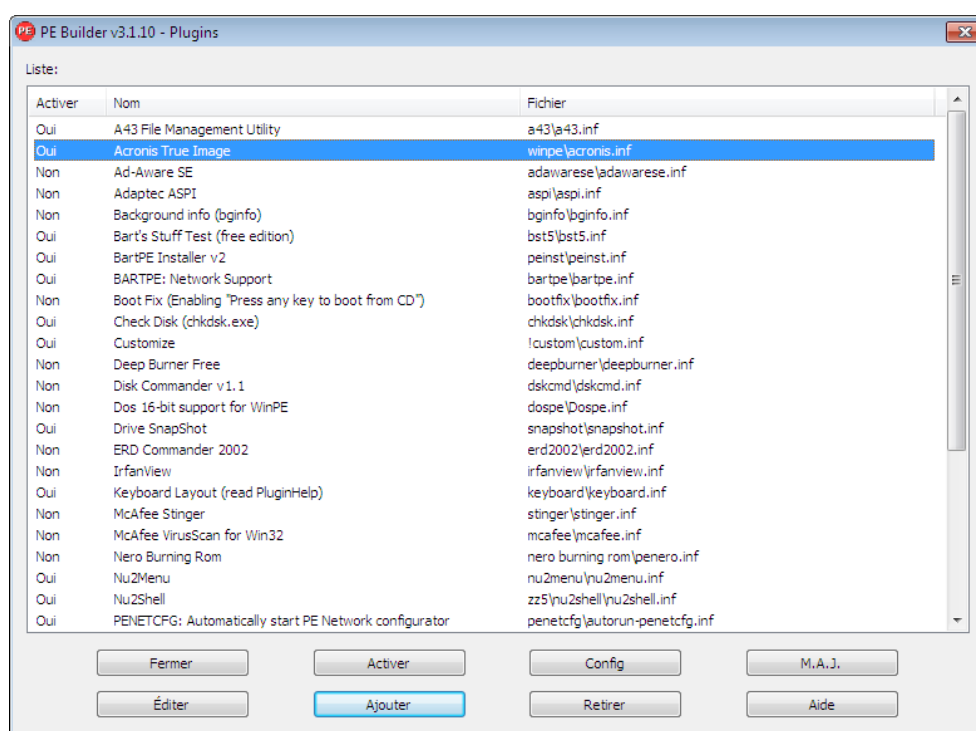 PE Builder v3.1.10 - Plugins
Liste:
Activer Nom Fichier
Oui A43 File Management Utility a43\a43.inf
Oui Acronis True Image winpe\acronis.inf
Non Ad-Aware SE adawarese\adawarese.inf
Non Adaptec ASPI aspi\aspi.inf
Non Background info (bginfo) bginfo\bginfo.inf
Oui Bart's Stuff Test (free edition) bst5\bst5.inf
Oui BartPE Installer v2 peinst\peinst.inf
Oui BARTPE: Network Support bartpe\bartpe.inf
Non Boot Fix (Enabling "Press any key to boot from CD") bootfix\bootfix.inf
Oui Check Disk (chkdsk.exe) chkdsk\chkdsk.inf
Oui Customize !custom\custom.inf
Non Deep Burner Free deepburner\deepburner.inf
Non Disk Commander v1.1 dskcmd\dskcmd.inf
Non Dos 16-bit support for WinPE dospe\Dospe.inf
Oui Drive SnapShot snapshot\snapshot.inf
Non ERD Commander 2002 erd2002\erd2002.inf
Non IrfanView irfanview\irfanview.inf
Oui Keyboard Layout (read PluginHelp) keyboard\keyboard.inf
Non McAfee Stinger stinger\stinger.inf
Non McAfee VirusScan for Win32 mcafee\mcafee.inf
Non Nero Burning Rom nero burning rom\penero.inf
Oui Nu2Menu nu2menu\nu2menu.inf
Oui Nu2Shell zz5\nu2shell\nu2shell.inf
Oui PENETCFG: Automatically start PE Network configurator penetcfg\autorun-penetcfg.inf
Fermer Activer Config M.A.J.
Éditer Ajouter Retirer Aide